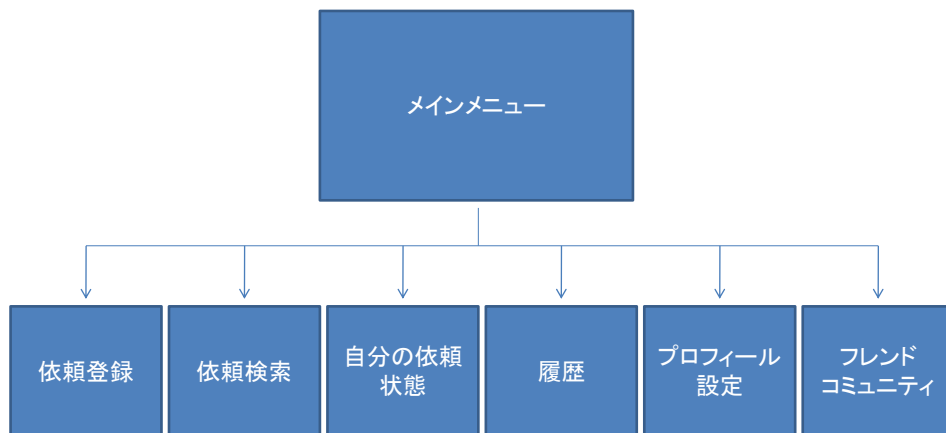 メインメニュー
依頼登録
依頼検索
自分の依頼
状態
履歴
プロフィール
設定
フレンド
コミュニティ